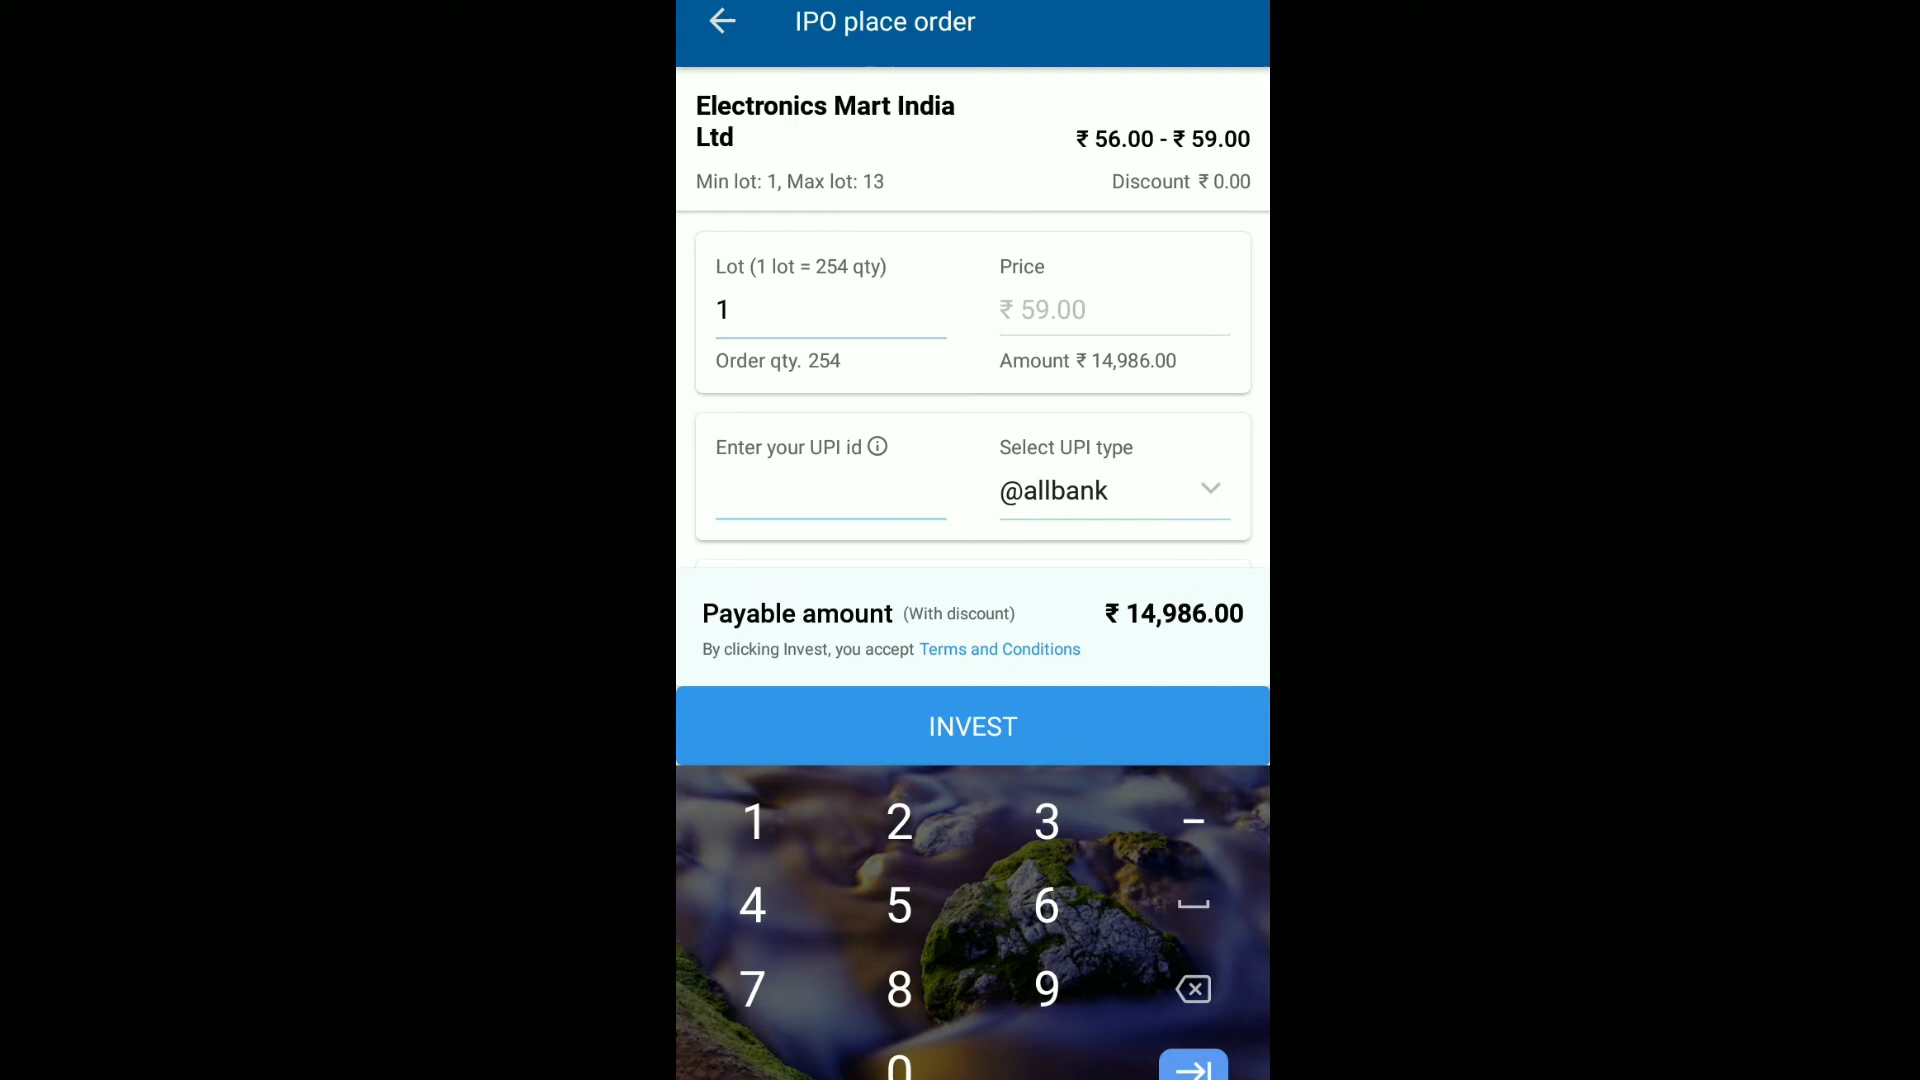 IPO place order
Electronics Mart India
Ltd
₹ 56.00 - ₹ 59.00
Min lot: 1, Max lot: 13
Discount ₹ 0.00
Lot (1 lot = 254 qty)
Price
1
₹ 59.00
Order qty. 254
Amount ₹ 14,986.00
Enter your UPI id
Select UPI type
@allbank
Payable amount (With discount) ₹ 14,986.00
By clicking Invest, you accept Terms and Conditions
INVEST
1 2 3 -
4 5 6
7 8 9
0